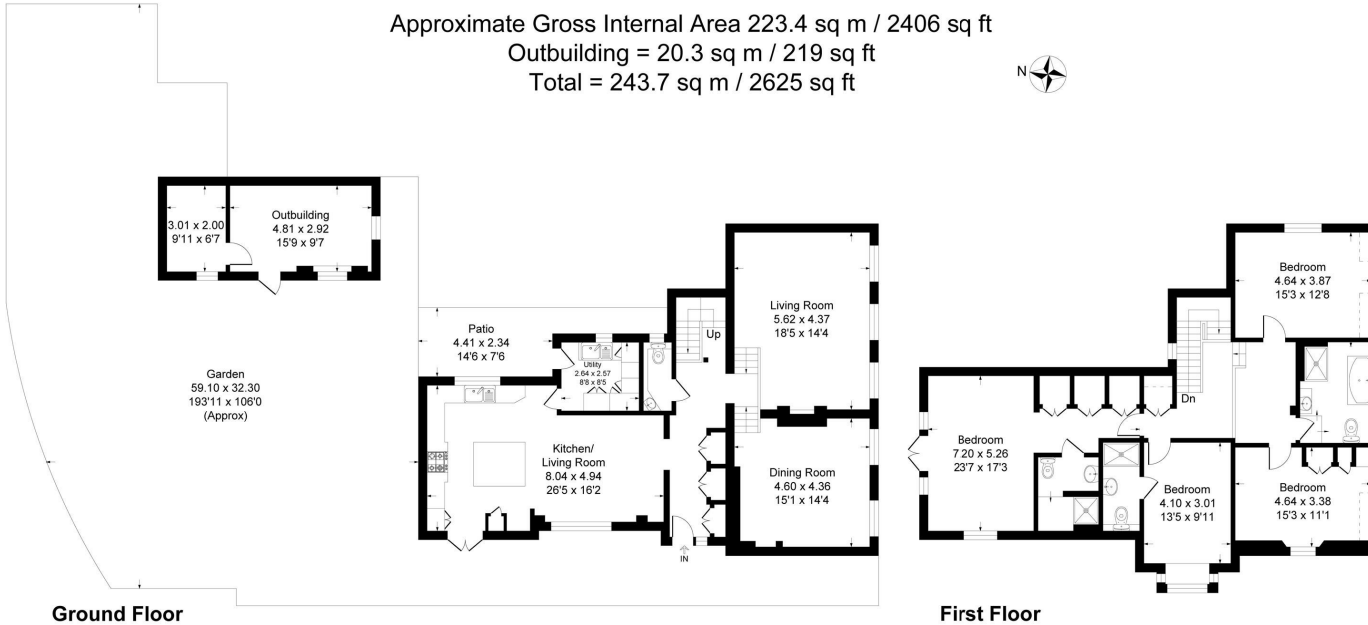 Approximate Gross Internal Area 223.4 sq m / 2406 sq ft
Outbuilding = 20.3 sq m / 219 sq ft
Total = 243.7 sq m / 2625 sq ft
N
3.01 x 2.00
9'11 x 6'7
Outbuilding
4.81 x 2.92
15'9 x 9'7
Garden
59.10 x 32.30
193'11 x 106'0
(Approx)
Patio
4.41 x 2.34
14'6 x 7'6
Utility
2.64 x 2.57
8'8 x 8'5
Up
Living Room
5.62 x 4.37
18'5 x 14'4
Kitchen/
Living Room
8.04 x 4.94
26'5 x 16'2
Dining Room
4.60 x 4.36
15'1 x 14'4
IN
Ground Floor
Bedroom
4.64 x 3.87
15'3 x 12'8
Dn
Bedroom
7.20 x 5.26
23'7 x 17'3
Bedroom
4.10 x 3.01
13'5 x 9'11
Bedroom
4.64 x 3.38
15'3 x 11'1
First Floor